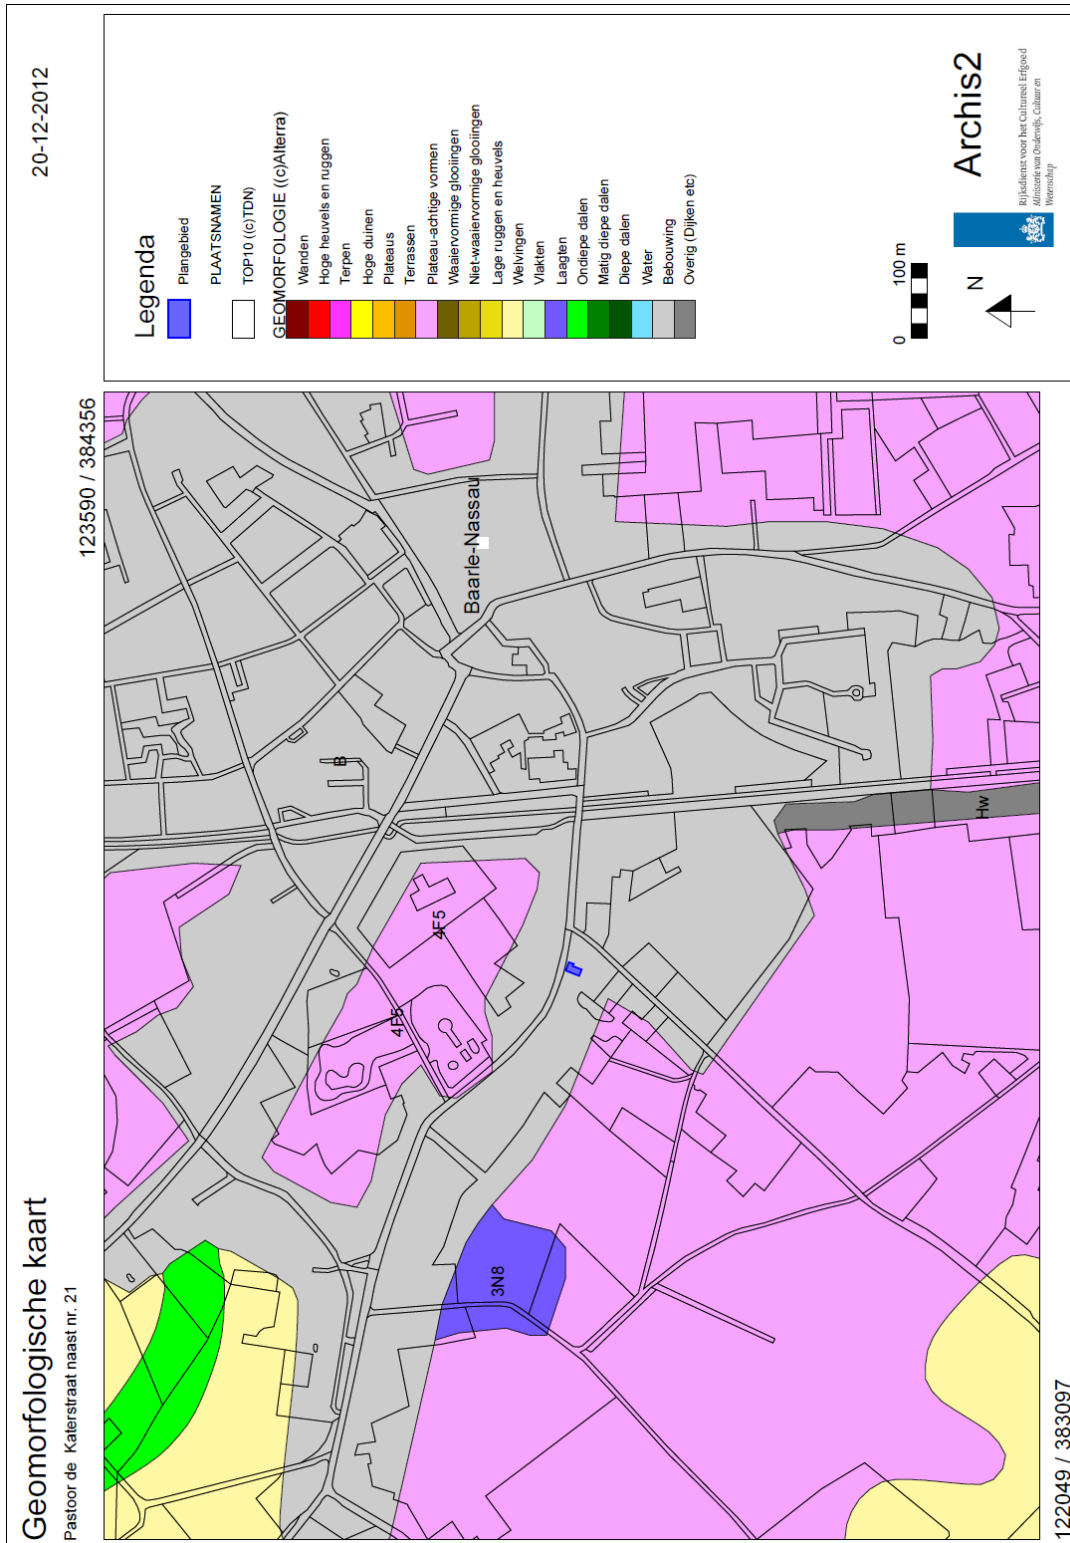 Geomorfologische kaart
20-12-2012
Pastoor de Katerstraat naast nr. 21
123590 / 384356
4F5
4F5
B
Baarle-Nassau
3N8
Hw
122049 / 383097
Legenda
Plangebied
PLAATSNAMEN
TOP10 ((c)TDN)
GEOMORFOLOGIE ((c)Alterra)
Wanden
Hoge heuvels en ruggen
Terpen
Hoge duinen
Plateaus
Terrassen
Plateau-achtige vormen
Waaiervormige glooiingen
Niet-waaiervormige glooiingen
Lage ruggen en heuvels
Welvingen
Vlakten
Laagten
Ondiepe dalen
Matig diepe dalen
Diepe dalen
Water
Bebouwing
Overig (Dijken etc)
0 100 m
N
Archis2
Rijksdienst voor het Cultureel Erfgoed
Ministerie van Onderwijs, Cultuur en
Wetenschap